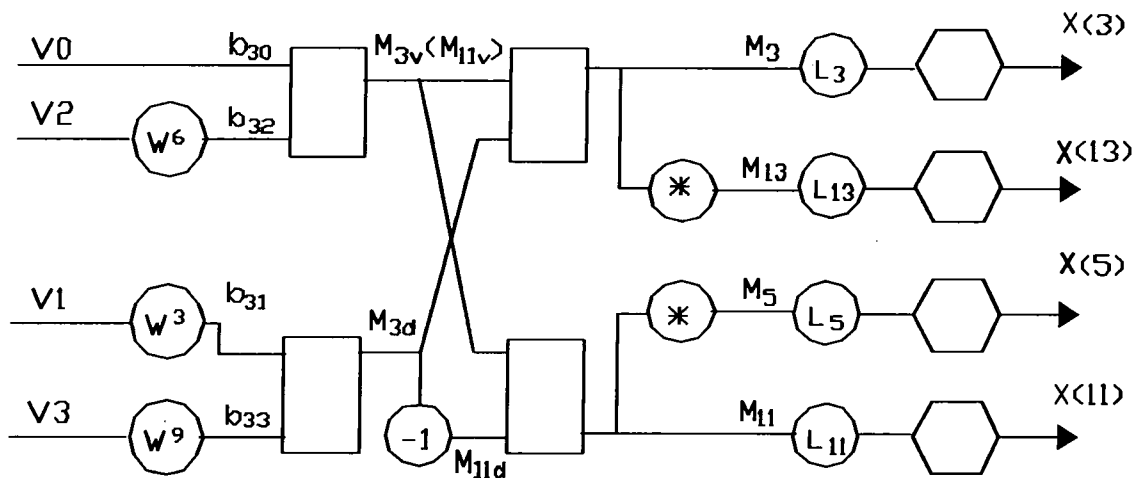 V0 b₃₀ M₃ᵥ(M₁₁ᵥ) M₃ L₃ X(3)
V2 W⁶ b₃₂
* M₁₃ L₁₃ X(13)
V1 W³ b₃₁ M₃d * M₅ L₅ X(5)
V3 W⁹ b₃₃ -1 M₁₁d M₁₁ L₁₁ X(11)